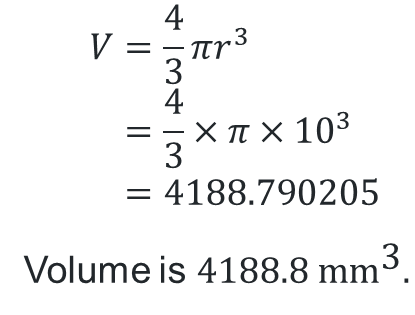 V = 4/3 πr³
= 4/3 × π × 10³
= 4188.790205
Volume is 4188.8 mm³.